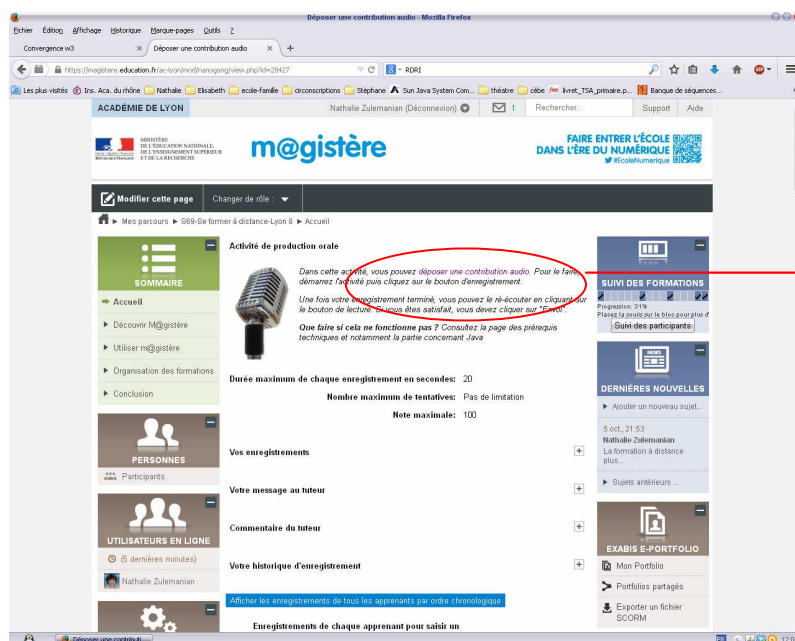 Déposer une contribution audio - Mozilla Firefox
Fichier Édition Affichage Historique Marque-pages Outils ?
Convergence w3 × Déposer une contribution audio × +
https://magistere.education.fr/ac-lyon/mod/nanogong/view.php?id=28427 RDRI
Les plus visités Ins. Aca. du rhône Nathalie Elisabeth ecole-famille circonscriptions Stéphane Sun Java System Com... théatre cèbe livret_TSA_primaire.p... Banque de séquences...
ACADÉMIE DE LYON Nathalie Zulemanian (Déconnexion) 1 Rechercher... Support Aide
MINISTÈRE
DE L'ÉDUCATION NATIONALE,
DE L'ENSEIGNEMENT SUPÉRIEUR
ET DE LA RECHERCHE
m@gistère
FAIRE ENTRER L'ÉCOLE
DANS L'ÈRE DU NUMÉRIQUE
#EcoleNumerique
Modifier cette page Changer de rôle :
Mes parcours ► S69-Se former á distance-Lyon 8 ► Accueil
SOMMAIRE
Accueil
Découvrir M@gistère
Utiliser m@gistère
Organisation des formations
Conclusion
PERSONNES
Participants
UTILISATEURS EN LIGNE
(5 dernières minutes)
Nathalie Zulemanian
Activité de production orale
Dans cette activité, vous pouvez déposer une contribution audio. Pour le faire,
démarrez l'activité puis cliquez sur le bouton d'enregistrement.
Une fois votre enregistrement terminé, vous pouvez le ré-écouter en cliquant sur
le bouton de lecture. Si vous êtes satisfait, vous devez cliquer sur "Envoi".
Que faire si cela ne fonctionne pas ? Consultez la page des prérequis
techniques et notamment la partie concernant Java
Durée maximum de chaque enregistrement en secondes: 20
Nombre maximum de tentatives: Pas de limitation
Note maximale: 100
Vos enregistrements
Votre message au tuteur
Commentaire du tuteur
Votre historique d'enregistrement
Afficher les enregistrements de tous les apprenants par ordre chronologique
Enregistrements de chaque apprenant pour saisir un
SUIVI DES FORMATIONS
Progression: 31%
Placez la souris sur le bloc pour plus d'
Suivi des participants
NEWS
DERNIÈRES NOUVELLES
Ajouter un nouveau sujet...
5 oct., 21:53
Nathalie Zulemanian
La formation à distance
plus...
Sujets antérieurs ...
EXABIS E-PORTFOLIO
Mon Portfolio
Portfolios partagés
Exporter un fichier
SCORM
Déposer une contributi... FR